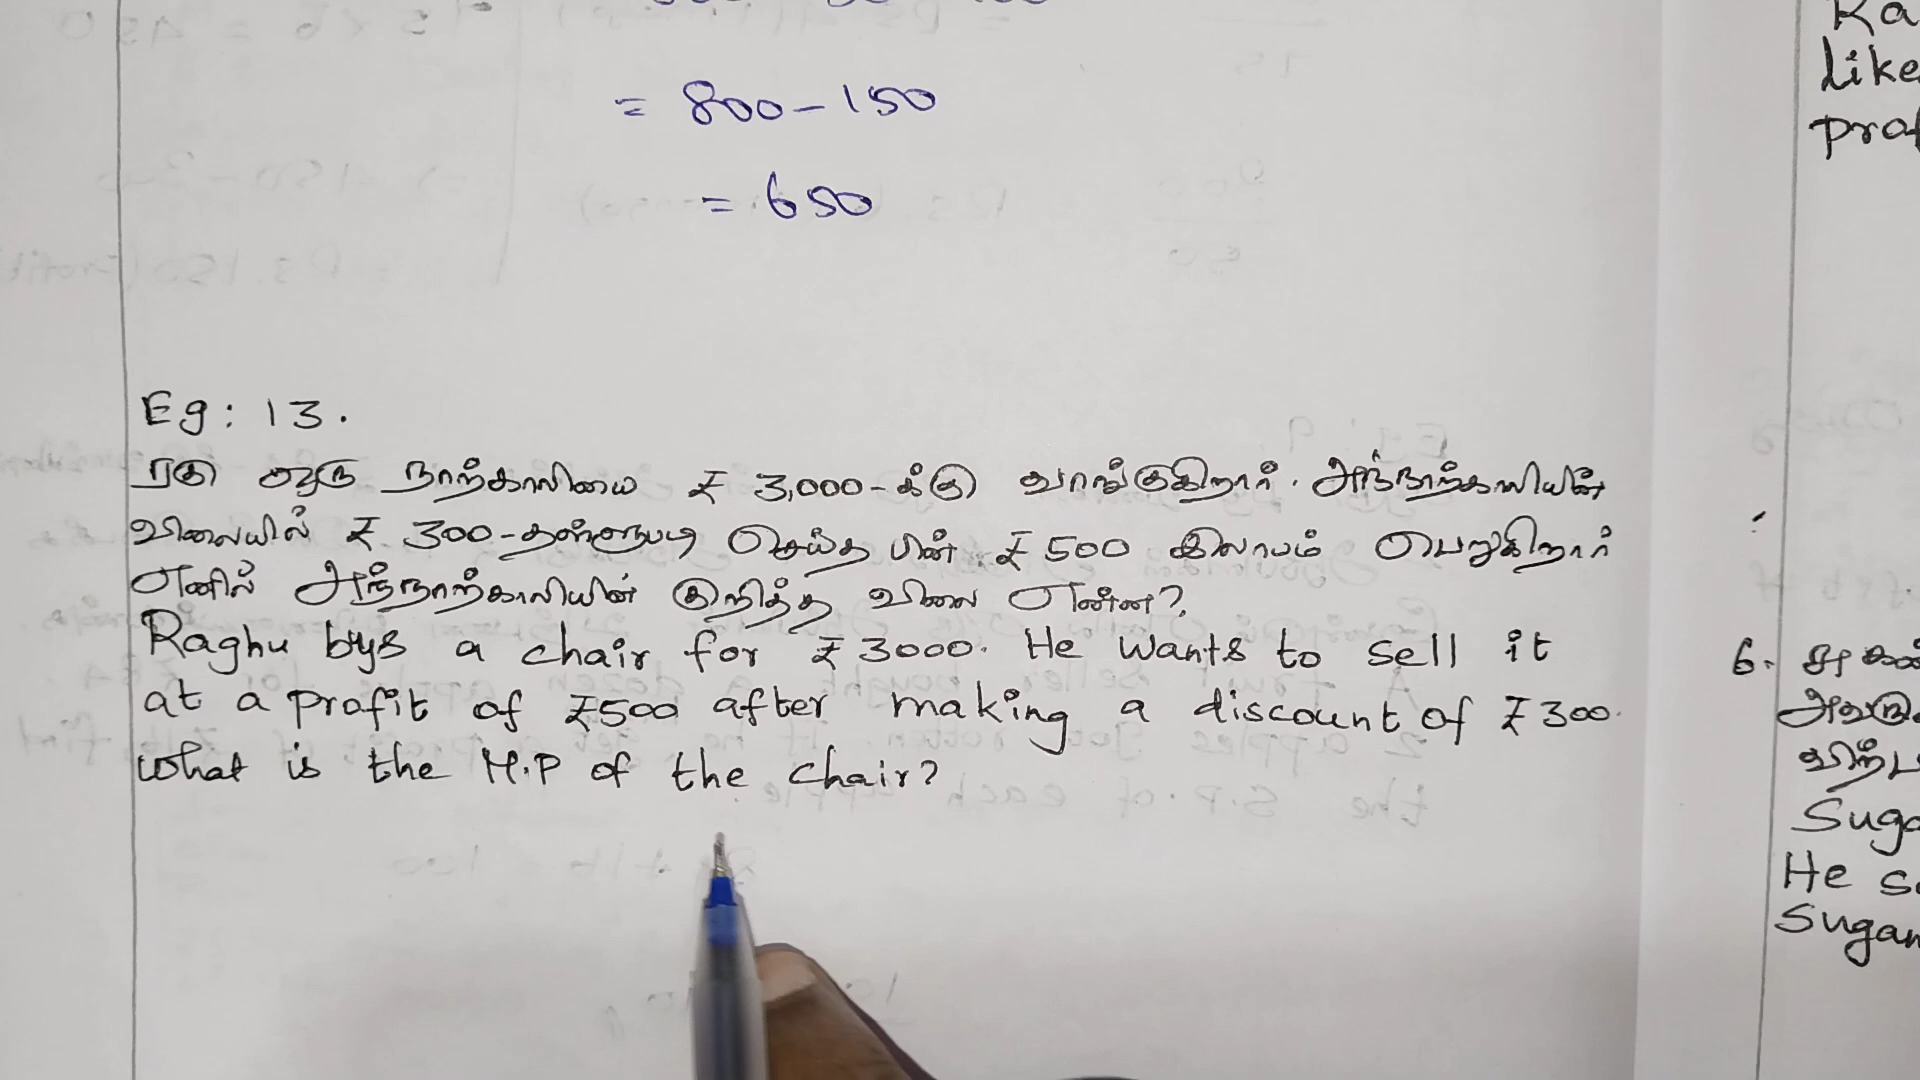 = 800 - 150
= 650
Eg: 13.
ரகு ஒரு நாற்காலியை ₹ 3,000-க்கு வாங்குகிறார். அந்நாற்காலியின்
விலையில் ₹ 300-தள்ளுபடி செய்த பின் ₹ 500 இலாபம் பெறுகிறார்
எனில் அந்நாற்காலியின் குறித்த விலை என்ன?
Raghu bys a chair for ₹ 3000. He wants to sell it
at a profit of ₹500 after making a discount of ₹ 300.
what is the M.P of the chair?
like
6.
He